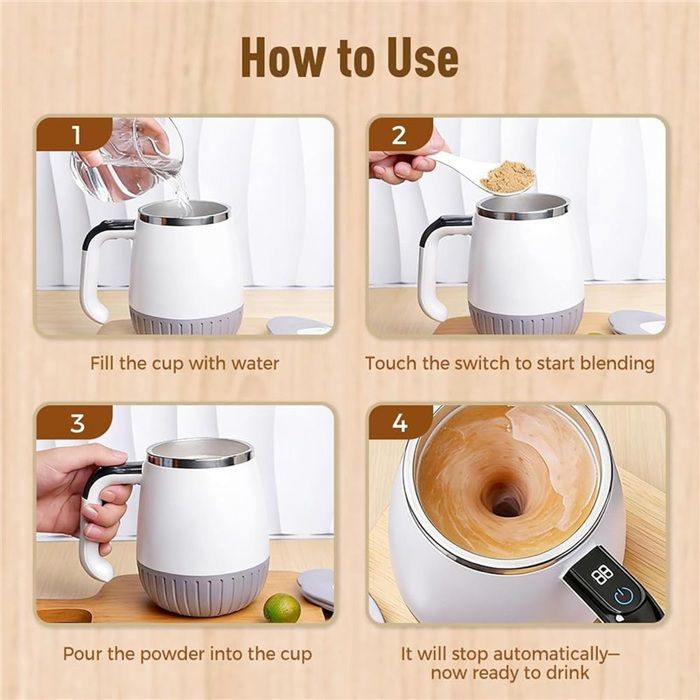 How to Use
1
Fill the cup with water
2
Touch the switch to start blending
3
Pour the powder into the cup
4
88
It will stop automatically—
now ready to drink